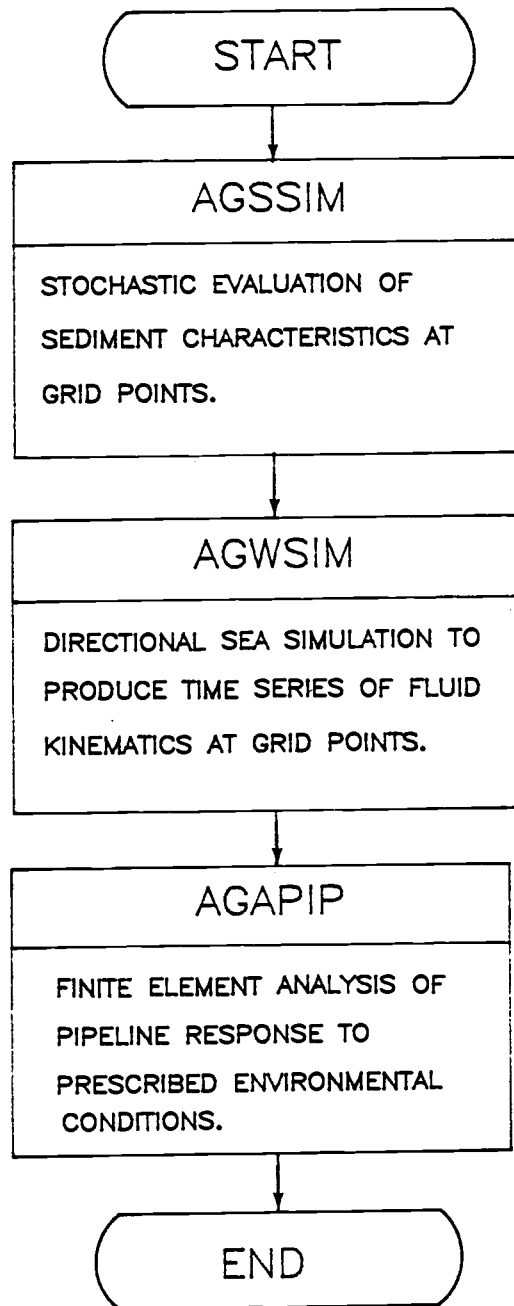 START
AGSSIM
STOCHASTIC EVALUATION OF
SEDIMENT CHARACTERISTICS AT
GRID POINTS.
AGWSIM
DIRECTIONAL SEA SIMULATION TO
PRODUCE TIME SERIES OF FLUID
KINEMATICS AT GRID POINTS.
AGAPIP
FINITE ELEMENT ANALYSIS OF
PIPELINE RESPONSE TO
PRESCRIBED ENVIRONMENTAL
CONDITIONS.
END